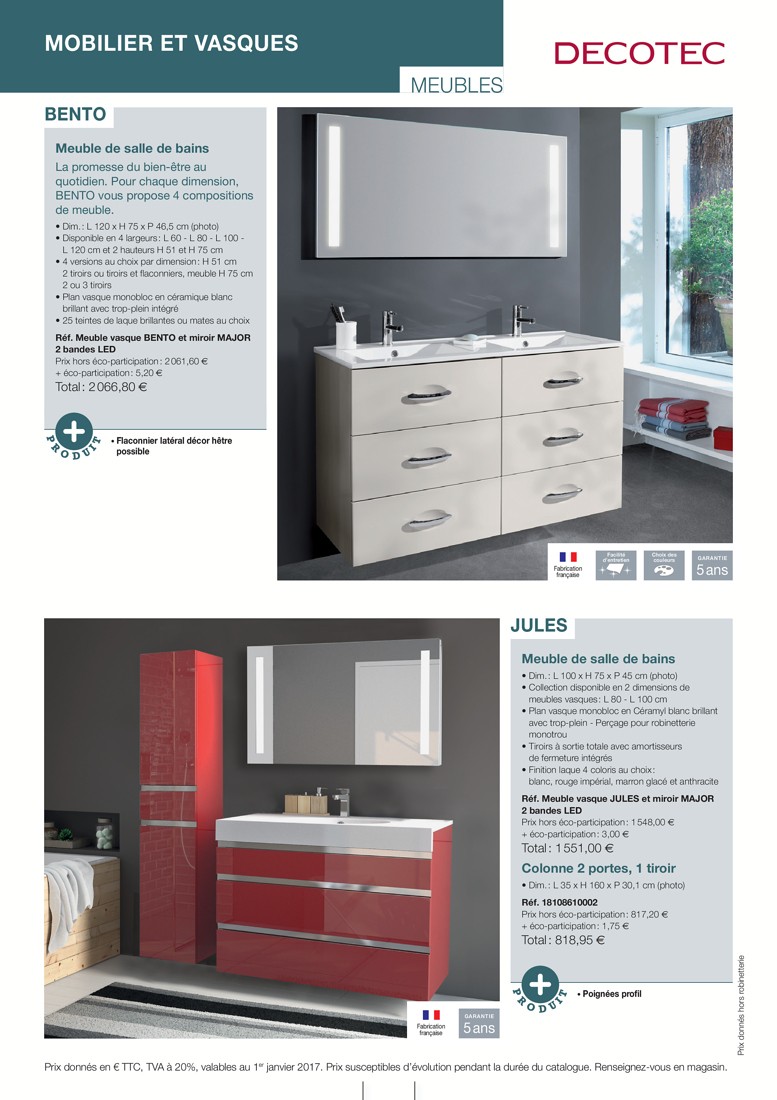 MOBILIER ET VASQUES
DECOTEC
MEUBLES
BENTO
Meuble de salle de bains
La promesse du bien-être au
quotidien. Pour chaque dimension,
BENTO vous propose 4 compositions
de meuble.
• Dim.: L 120 x H 75 x P 46,5 cm (photo)
• Disponible en 4 largeurs: L 60 - L 80 - L 100 -
L 120 cm et 2 hauteurs H 51 et H 75 cm
• 4 versions au choix par dimension: H 51 cm
2 tiroirs ou tiroirs et flaconniers, meuble H 75 cm
2 ou 3 tiroirs
• Plan vasque monobloc en céramique blanc
brillant avec trop-plein intégré
• 25 teintes de laque brillantes ou mates au choix
Réf. Meuble vasque BENTO et miroir MAJOR
2 bandes LED
Prix hors éco-participation: 2 061,60 €
+ éco-participation: 5,20 €
Total: 2 066,80 €
+
PRODUIT
• Flaconnier latéral décor hêtre
possible
Fabrication
française
Facilité
d'entretien
Choix des
couleurs
GARANTIE
5 ans
JULES
Meuble de salle de bains
• Dim.: L 100 x H 75 x P 45 cm (photo)
• Collection disponible en 2 dimensions de
meubles vasques: L 80 - L 100 cm
• Plan vasque monobloc en Céramyl blanc brillant
avec trop-plein - Perçage pour robinetterie
monotrou
• Tiroirs à sortie totale avec amortisseurs
de fermeture intégrés
• Finition laque 4 coloris au choix:
blanc, rouge impérial, marron glacé et anthracite
Réf. Meuble vasque JULES et miroir MAJOR
2 bandes LED
Prix hors éco-participation: 1 548,00 €
+ éco-participation: 3,00 €
Total: 1 551,00 €
Colonne 2 portes, 1 tiroir
• Dim.: L 35 x H 160 x P 30,1 cm (photo)
Réf. 18108610002
Prix hors éco-participation: 817,20 €
+ éco-participation: 1,75 €
Total: 818,95 €
+
PRODUIT
• Poignées profil
Fabrication
française
GARANTIE
5 ans
Prix donnés hors robinetterie
Prix donnés en € TTC, TVA à 20%, valables au 1er janvier 2017. Prix susceptibles d'évolution pendant la durée du catalogue. Renseignez-vous en magasin.